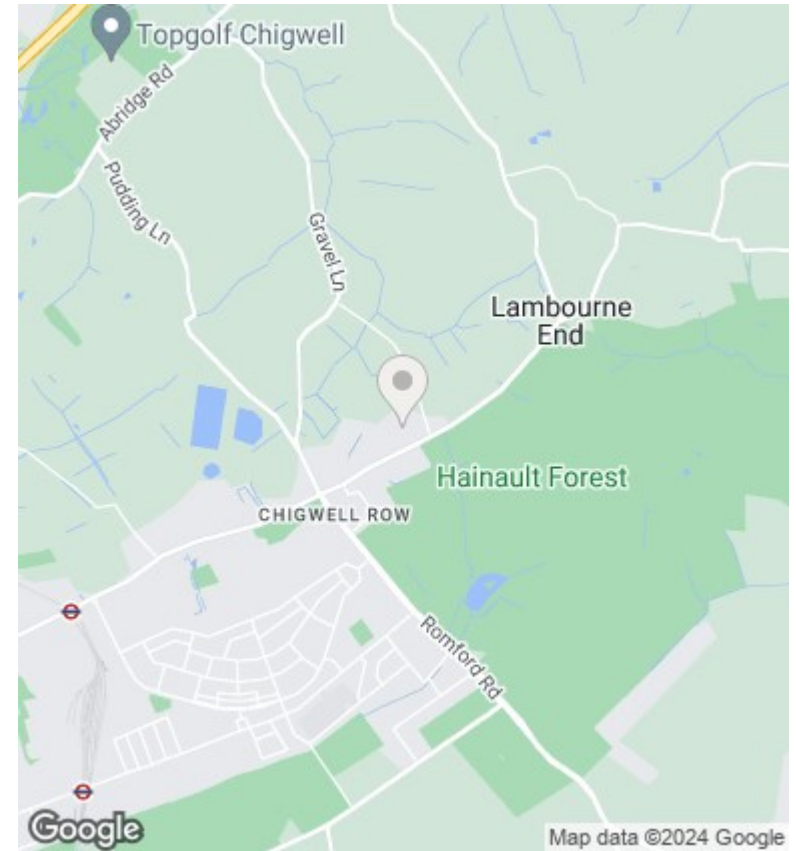 Topgolf Chigwell
Abridge Rd
Pudding Ln
Gravel Ln
Lambourne
End
Hainault Forest
CHIGWELL ROW
Romford Rd
Google
Map data ©2024 Google